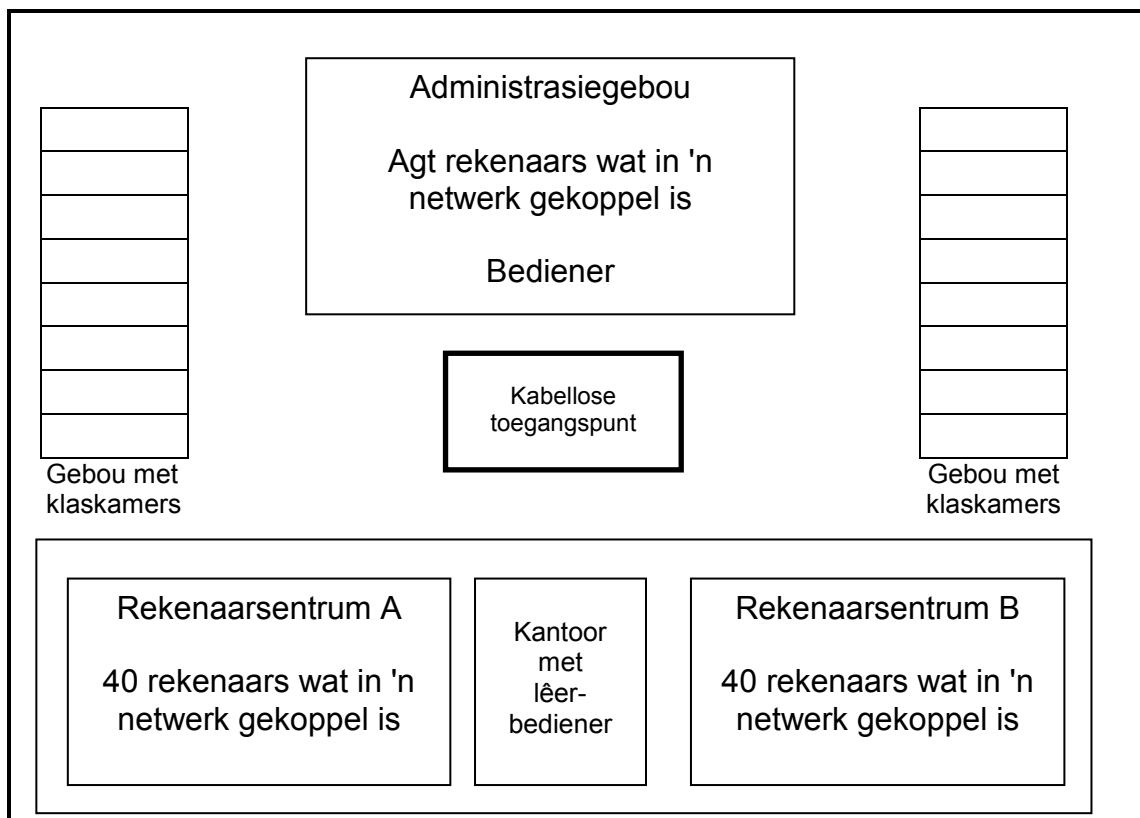 Administrasiegebou
Agt rekenaars wat in 'n
netwerk gekoppel is
Bediener
Kabellose
toegangspunt
Gebou met
klaskamers
Gebou met
klaskamers
Rekenaarsentrum A
40 rekenaars wat in 'n
netwerk gekoppel is
Kantoor
met
lêer-
bediener
Rekenaarsentrum B
40 rekenaars wat in 'n
netwerk gekoppel is